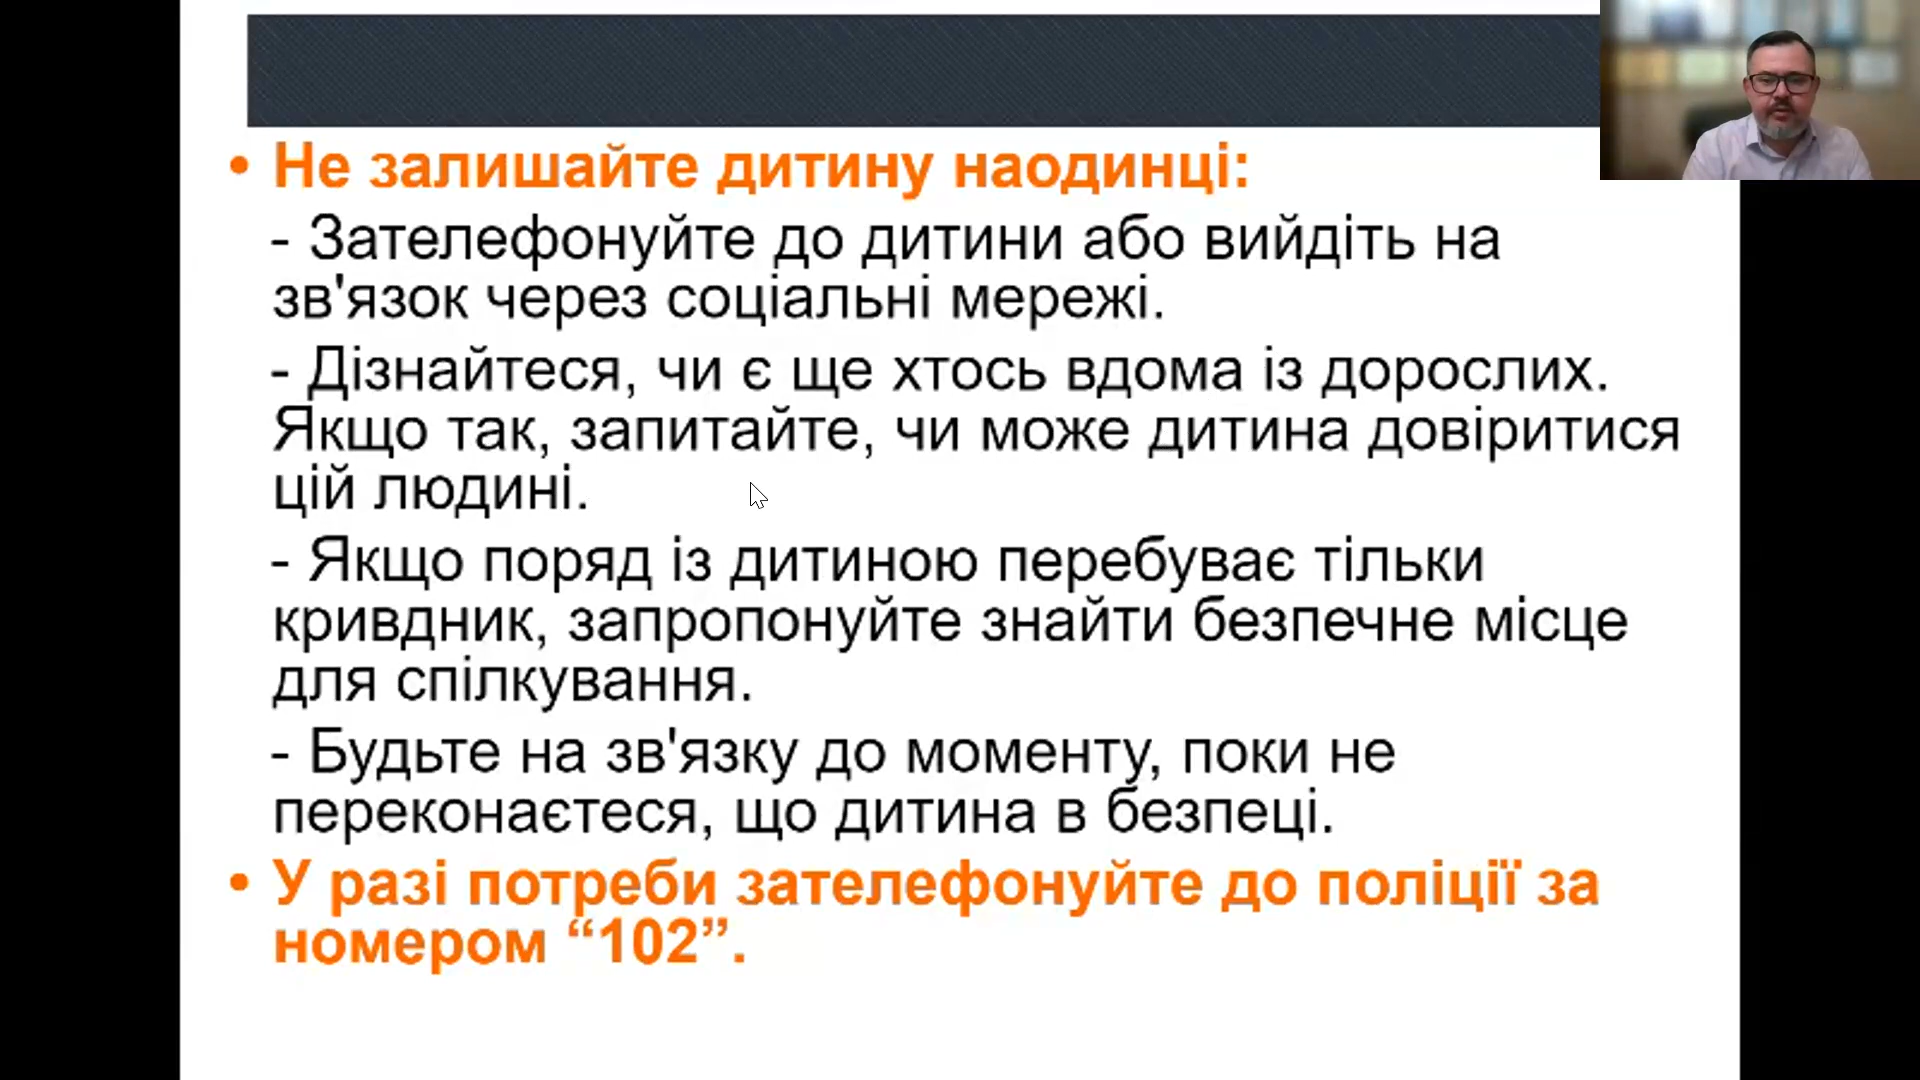 • Не залишайте дитину наодинці:
- Зателефонуйте до дитини або вийдіть на
зв'язок через соціальні мережі.
- Дізнайтеся, чи є ще хтось вдома із дорослих.
Якщо так, запитайте, чи може дитина довіритися
цій людині.
- Якщо поряд із дитиною перебуває тільки
кривдник, запропонуйте знайти безпечне місце
для спілкування.
- Будьте на зв'язку до моменту, поки не
переконаєтеся, що дитина в безпеці.
• У разі потреби зателефонуйте до поліції за
номером “102”.